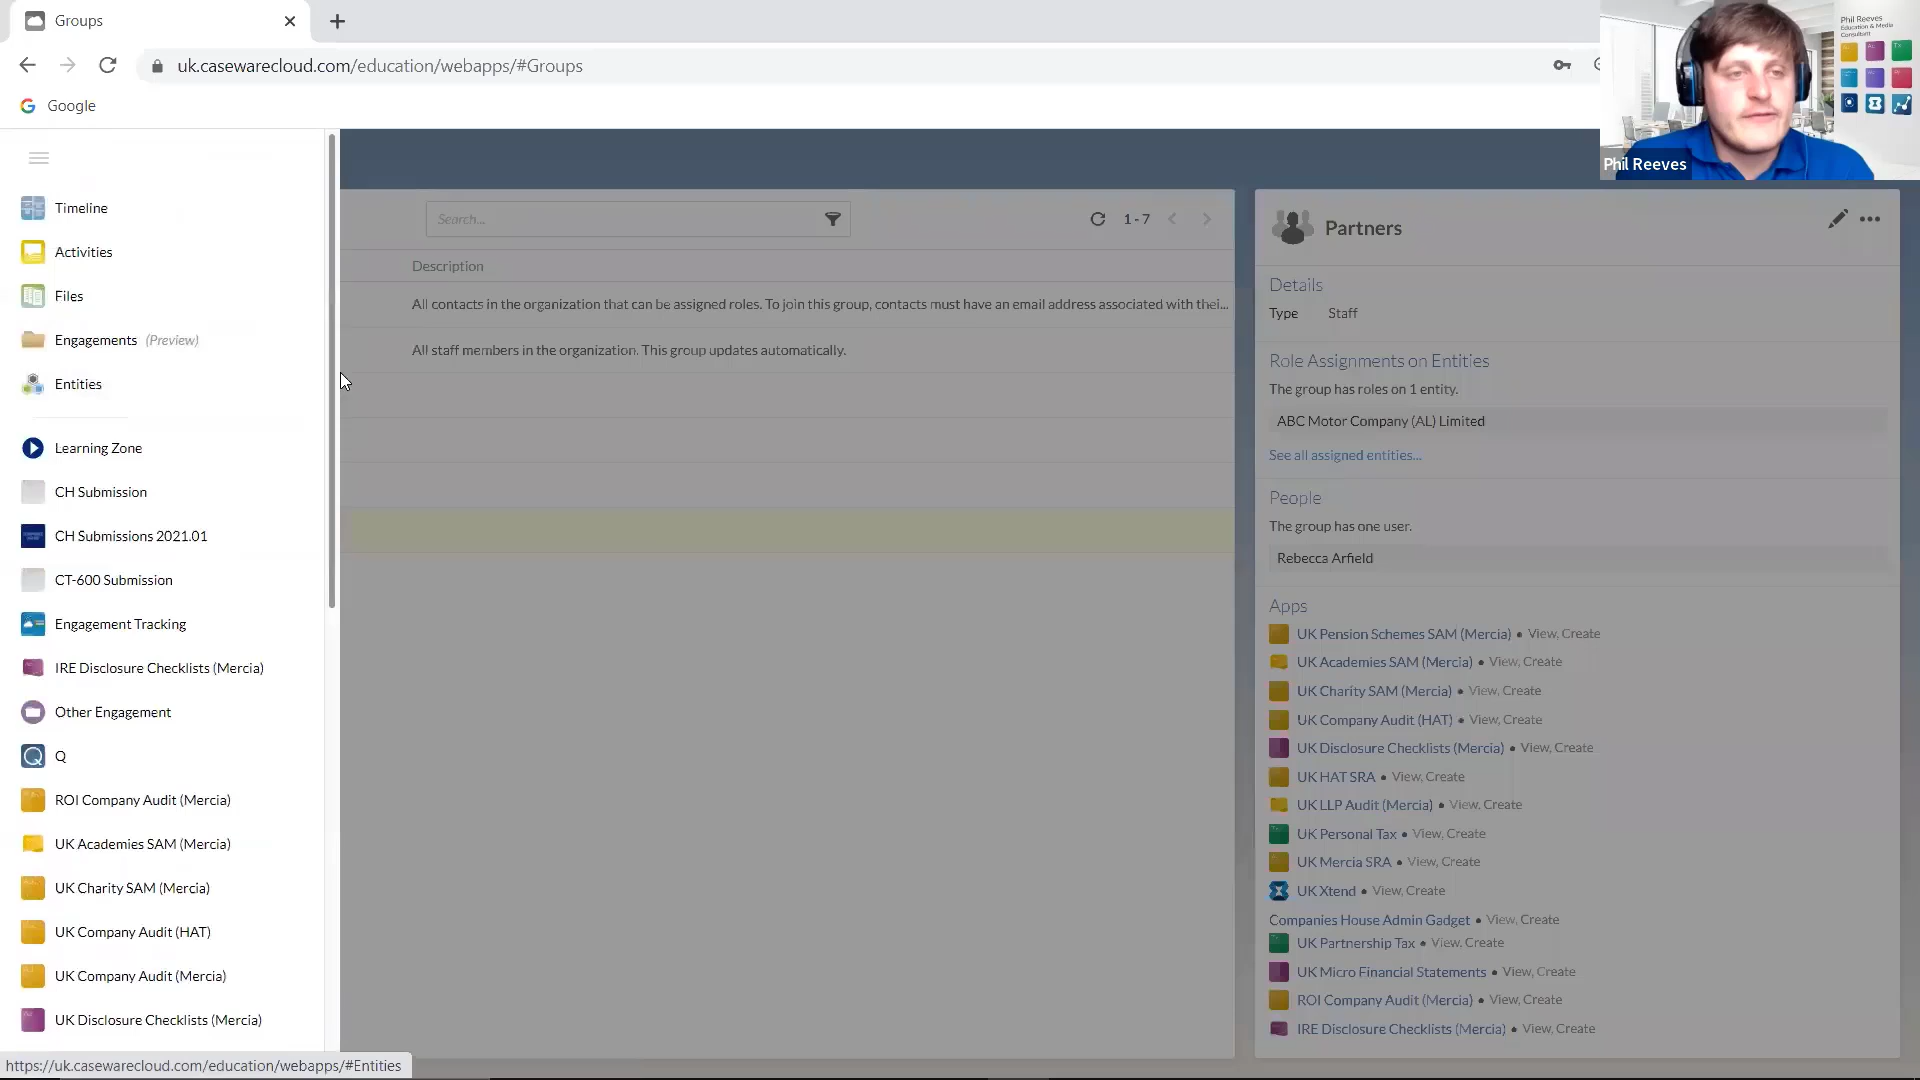 Groups
uk.casewarecloud.com/education/webapps/#Groups
Google
Phil Reeves
Education & Media
Consultant
Phil Reeves
Timeline
Activities
Files
Engagements (Preview)
Entities
Learning Zone
CH Submission
CH Submissions 2021.01
CT-600 Submission
Engagement Tracking
IRE Disclosure Checklists (Mercia)
Other Engagement
Q
ROI Company Audit (Mercia)
UK Academies SAM (Mercia)
UK Charity SAM (Mercia)
UK Company Audit (HAT)
UK Company Audit (Mercia)
UK Disclosure Checklists (Mercia)
https://uk.casewarecloud.com/education/webapps/#Entities
Search...
1 - 7
Description
All contacts in the organization that can be assigned roles. To join this group, contacts must have an email address associated with thei...
All staff members in the organization. This group updates automatically.
Partners
Details
Type Staff
Role Assignments on Entities
The group has roles on 1 entity.
ABC Motor Company (AL) Limited
See all assigned entities...
People
The group has one user.
Rebecca Arfield
Apps
UK Pension Schemes SAM (Mercia) • View, Create
UK Academies SAM (Mercia) • View, Create
UK Charity SAM (Mercia) • View, Create
UK Company Audit (HAT) • View, Create
UK Disclosure Checklists (Mercia) • View, Create
UK HAT SRA • View, Create
UK LLP Audit (Mercia) • View, Create
UK Personal Tax • View, Create
UK Mercia SRA • View, Create
UK Xtend • View, Create
Companies House Admin Gadget • View, Create
UK Partnership Tax • View, Create
UK Micro Financial Statements • View, Create
ROI Company Audit (Mercia) • View, Create
IRE Disclosure Checklists (Mercia) • View, Create